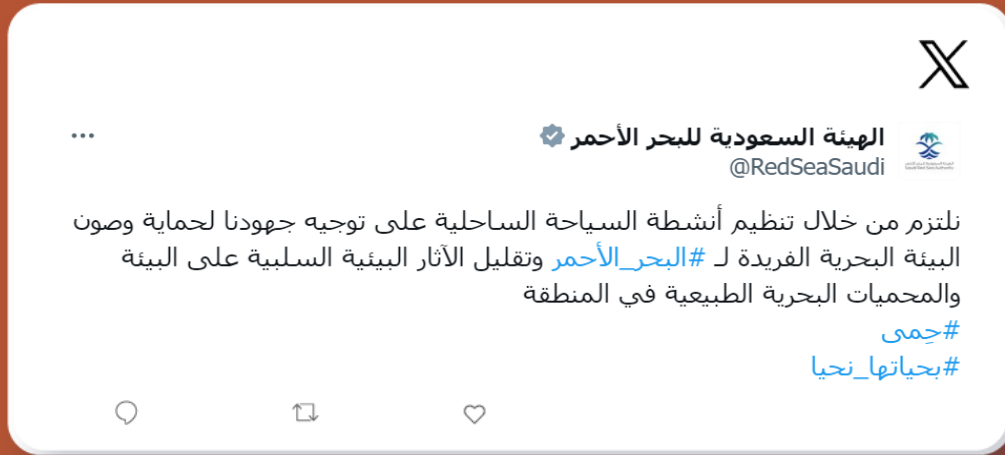 الهيئة السعودية للبحر الأحمر
@RedSeaSaudi
نلتزم من خلال تنظيم أنشطة السياحة الساحلية على توجيه جهودنا لحماية وصون
البيئة البحرية الفريدة لـ #البحر_الأحمر وتقليل الآثار البيئية السلبية على البيئة
والمحميات البحرية الطبيعية في المنطقة
#حِمى
#بحياتها_نحيا